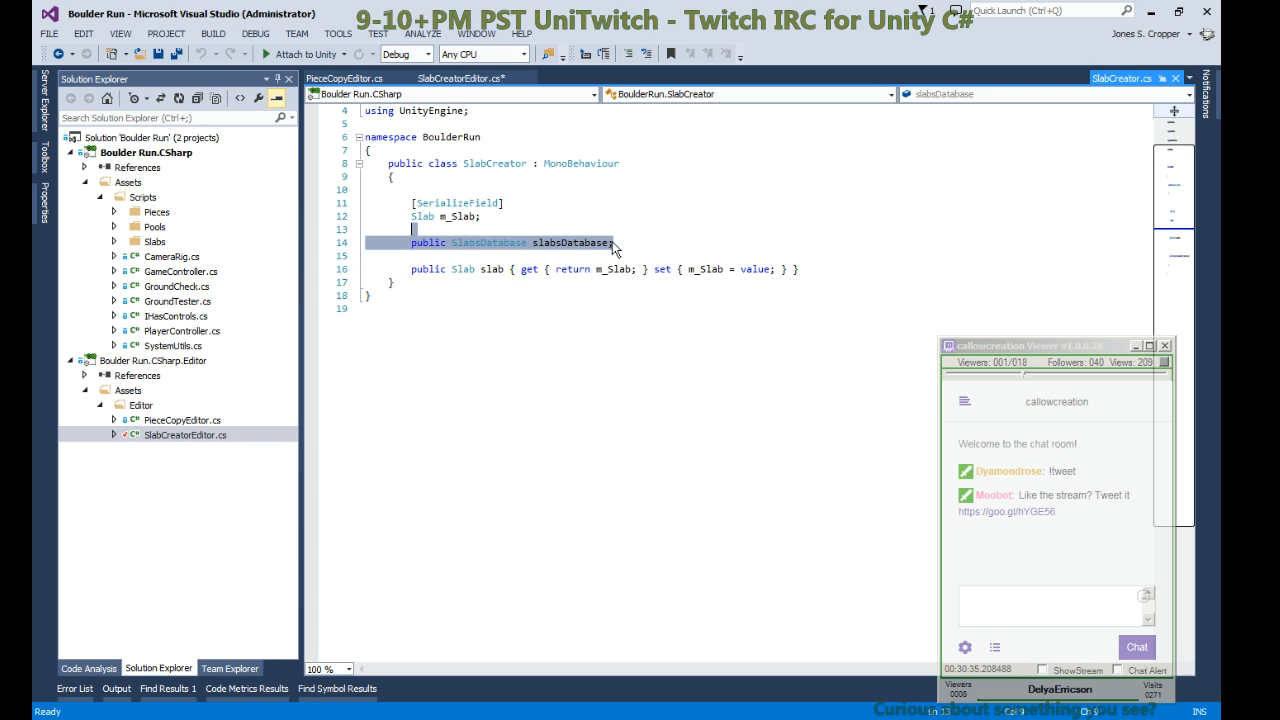 Boulder Run - Microsoft Visual Studio (Administrator)
9-10+PM PST UniTwitch - Twitch IRC for Unity C#
1
Quick Launch (Ctrl+Q)
FILE EDIT VIEW PROJECT BUILD DEBUG TEAM TOOLS TEST ANALYZE WINDOW HELP
Jones S. Cropper
Attach to Unity
Debug
Any CPU
Server Explorer
Toolbox
Properties
Notifications
Solution Explorer
Search Solution Explorer (Ctrl+;)
Solution 'Boulder Run' (2 projects)
Boulder Run.CSharp
References
Assets
Scripts
Pieces
Pools
Slabs
CameraRig.cs
GameController.cs
GroundCheck.cs
GroundTester.cs
IHasControls.cs
PlayerController.cs
SystemUtils.cs
Boulder Run.CSharp.Editor
References
Assets
Editor
PieceCopyEditor.cs
SlabCreatorEditor.cs
PieceCopyEditor.cs
SlabCreatorEditor.cs*
SlabCreator.cs
Boulder Run.CSharp
BoulderRun.SlabCreator
slabsDatabase
4 using UnityEngine;
5
6 namespace BoulderRun
7 {
8 public class SlabCreator : MonoBehaviour
9 {
10
11 [SerializeField]
12 Slab m_Slab;
13
14 public SlabsDatabase slabsDatabase;
15
16 public Slab slab { get { return m_Slab; } set { m_Slab = value; } }
17 }
18 }
19
callowcreation Viewer v1.0.0.28
Viewers: 001/018 Followers: 040 Views: 209
callowcreation
Welcome to the chat room!
Dyamondrose: !tweet
Moobot: Like the stream? Tweet it
https://goo.gl/hYGE56
Chat
00:30:35.208488
ShowStream
Chat Alert
Viewers
0008
DelyaErricson
Visits
0271
100 %
Code Analysis Solution Explorer Team Explorer
Error List Output Find Results 1 Code Metrics Results Find Symbol Results
Curious about something you see?
Ready
Ln 13
Col 9
Ch 9
INS